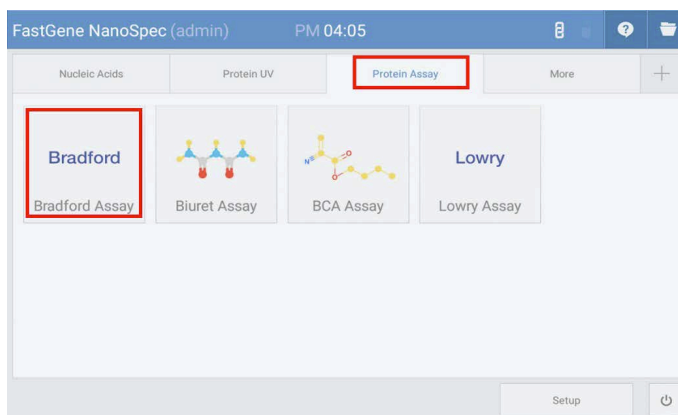 FastGene NanoSpec (admin) PM 04:05
Nucleic Acids Protein UV Protein Assay More
Bradford Lowry
Bradford Assay Biuret Assay BCA Assay Lowry Assay
Setup